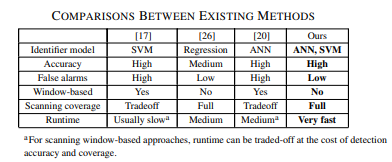 COMPARISONS BETWEEN EXISTING METHODS
[17] [26] [20] Ours
Identifier model SVM Regression ANN ANN, SVM
Accuracy High Medium High High
False alarms High Low High Low
Window-based Yes No Yes No
Scanning coverage Tradeoff Full Tradeoff Full
Runtime Usually slowᵃ Medium Mediumᵃ Very fast
ᵃFor scanning window-based approaches, runtime can be traded-off at the cost of detection
accuracy and coverage.